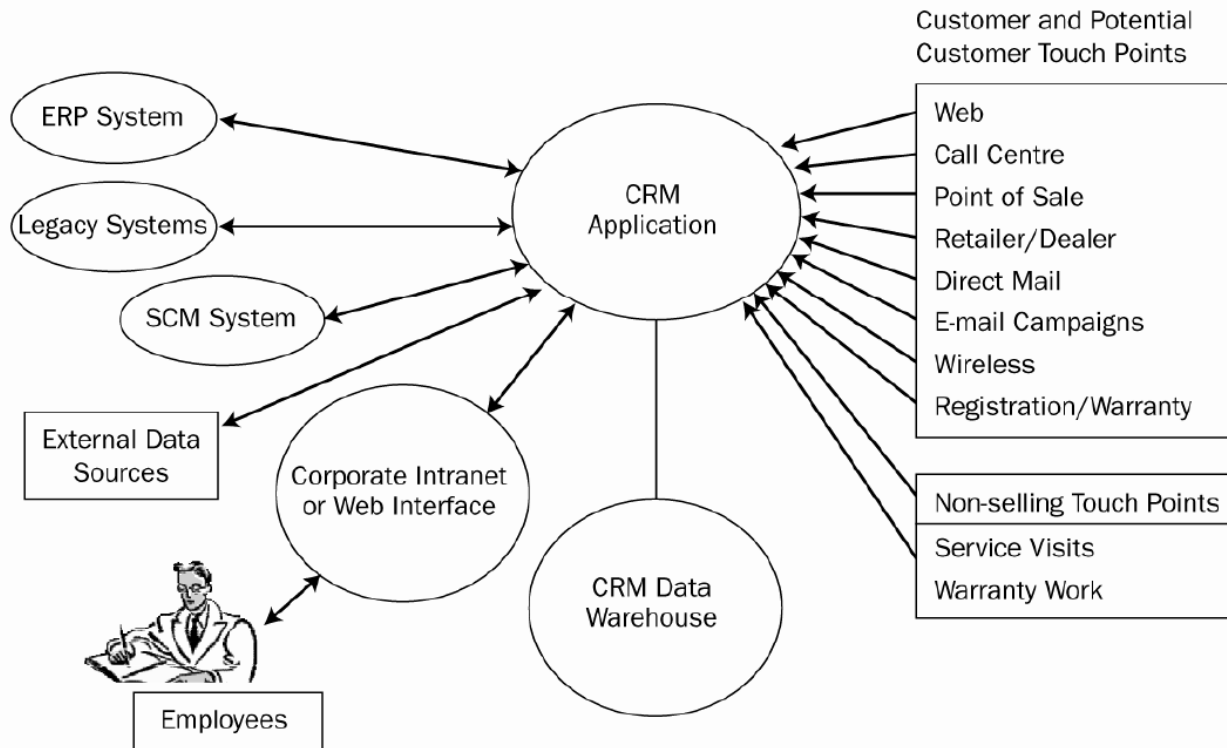 Customer and Potential
Customer Touch Points
ERP System
Legacy Systems
SCM System
External Data
Sources
Corporate Intranet
or Web Interface
Employees
CRM
Application
CRM Data
Warehouse
Web
Call Centre
Point of Sale
Retailer/Dealer
Direct Mail
E-mail Campaigns
Wireless
Registration/Warranty
Non-selling Touch Points
Service Visits
Warranty Work